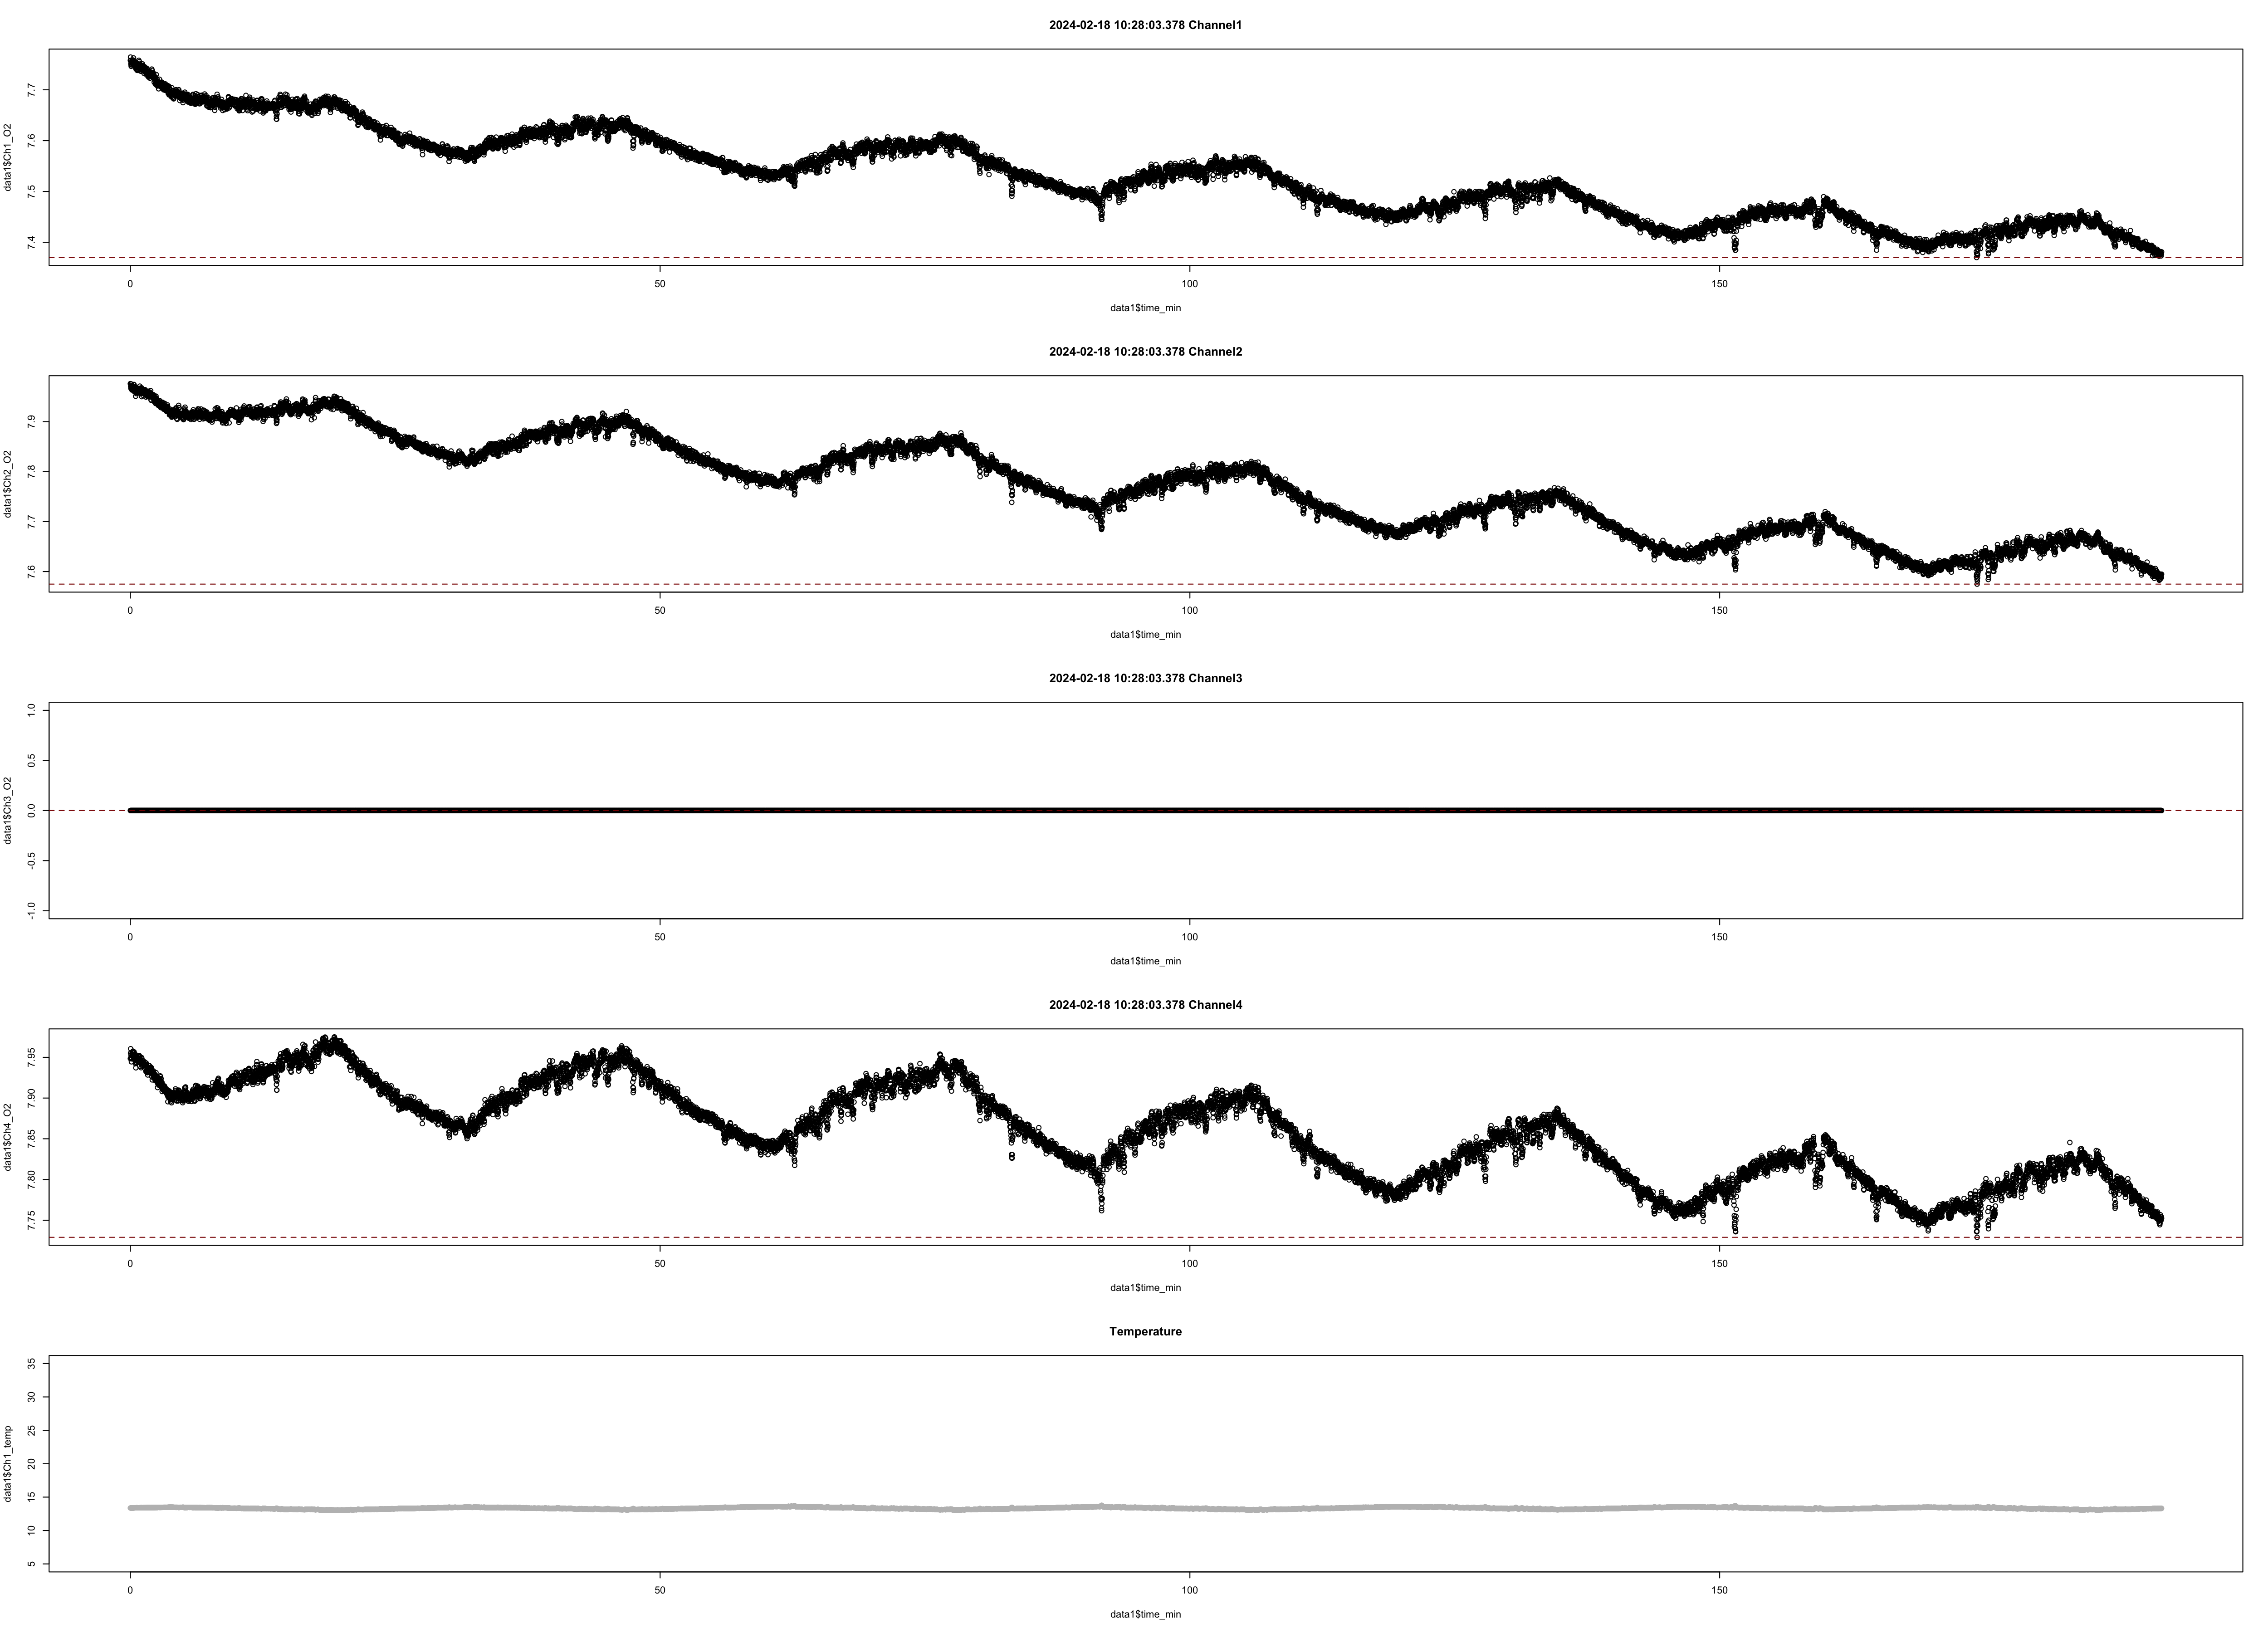 2024-02-18 10:28:03.378 Channel1
data1$Ch1_O2
7.7
7.6
7.5
7.4
0 50 100 150
data1$time_min
2024-02-18 10:28:03.378 Channel2
data1$Ch2_O2
7.9
7.8
7.7
7.6
0 50 100 150
data1$time_min
2024-02-18 10:28:03.378 Channel3
data1$Ch3_O2
1.0
0.5
0.0
-0.5
-1.0
0 50 100 150
data1$time_min
2024-02-18 10:28:03.378 Channel4
data1$Ch4_O2
7.95
7.90
7.85
7.80
7.75
0 50 100 150
data1$time_min
Temperature
data1$Ch1_temp
35
30
25
20
15
10
5
0 50 100 150
data1$time_min